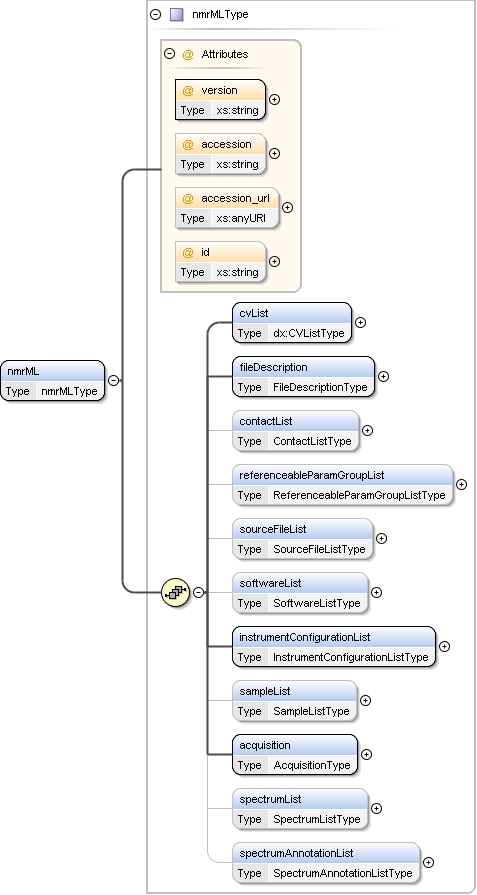 nmrMLType
@ Attributes
@ version
Type xs:string
@ accession
Type xs:string
@ accession_url
Type xs:anyURI
@ id
Type xs:string
nmrML
Type nmrMLType
cvList
Type dx:CVListType
fileDescription
Type FileDescriptionType
contactList
Type ContactListType
referenceableParamGroupList
Type ReferenceableParamGroupListType
sourceFileList
Type SourceFileListType
softwareList
Type SoftwareListType
instrumentConfigurationList
Type InstrumentConfigurationListType
sampleList
Type SampleListType
acquisition
Type AcquisitionType
spectrumList
Type SpectrumListType
spectrumAnnotationList
Type SpectrumAnnotationListType